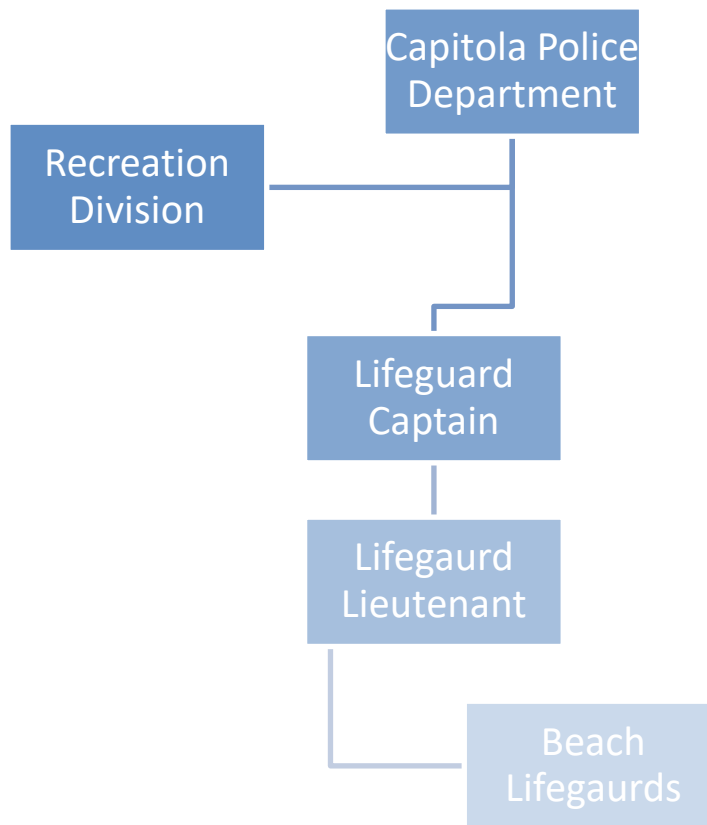 Capitola Police
Department
Recreation
Division
Lifeguard
Captain
Lifegaurd
Lieutenant
Beach
Lifegaurds